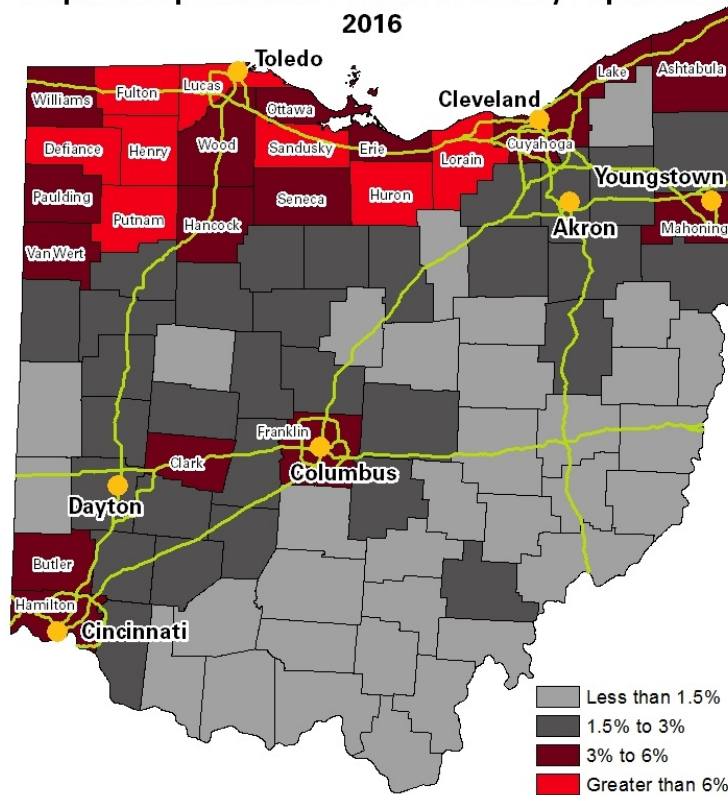 2016
Toledo
Williams
Fulton
Lucas
Ottawa
Lake
Ashtabula
Cleveland
Defiance
Henry
Wood
Sandusky
Erie
Lorain
Cuyahoga
Paulding
Putnam
Seneca
Huron
Youngstown
Van Wert
Hancock
Akron
Mahoning
Franklin
Clark
Columbus
Dayton
Butler
Hamilton
Cincinnati
Less than 1.5%
1.5% to 3%
3% to 6%
Greater than 6%